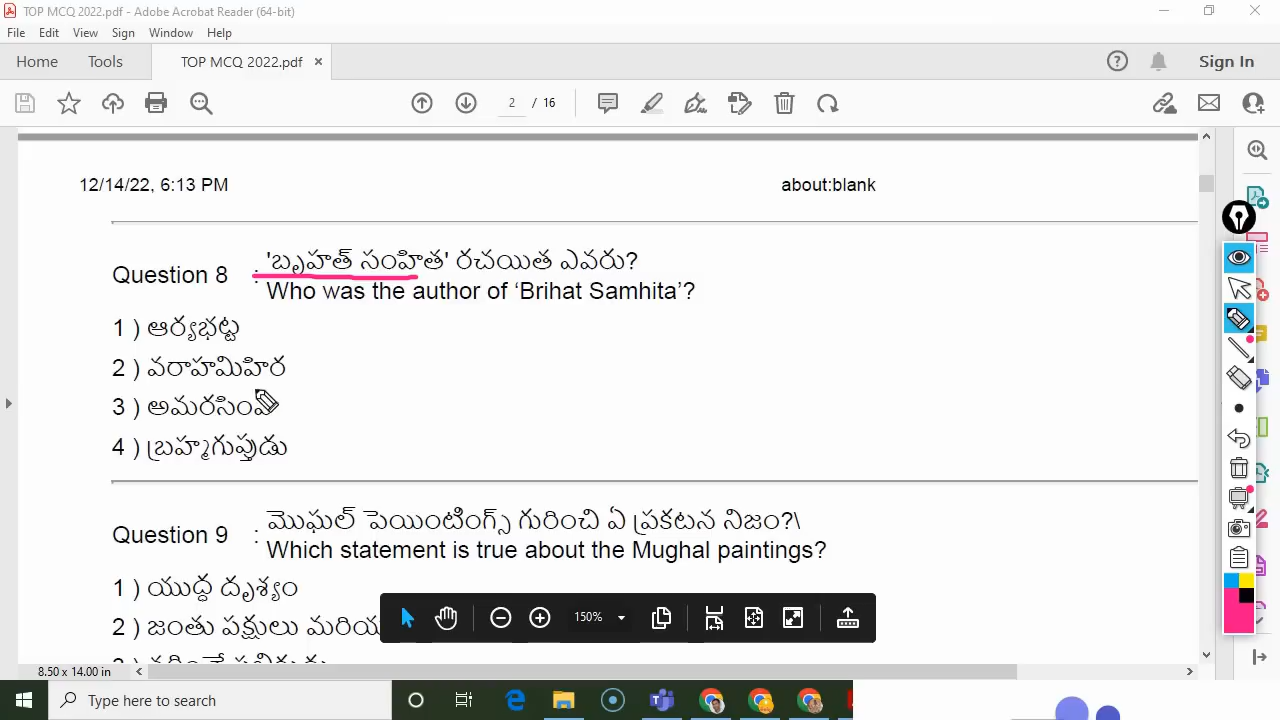 TOP MCQ 2022.pdf - Adobe Acrobat Reader (64-bit)
File Edit View Sign Window Help
Home Tools TOP MCQ 2022.pdf × Sign In
2 / 16
12/14/22, 6:13 PM about:blank
'బృహత్ సంహిత' రచయిత ఎవరు?
Question 8 :
Who was the author of ‘Brihat Samhita’?
1 ) ఆర్యభట్ట
2 ) వరాహమిహిర
3 ) అమరసింహ
4 ) బ్రహ్మగుప్తుడు
మొఘల్ పెయింటింగ్స్ గురించి ఏ ప్రకటన నిజం?\
Question 9 :
Which statement is true about the Mughal paintings?
1 ) యుద్ధ దృశ్యం
2 ) జంతు పక్షులు
150%
8.50 x 14.00 in
Type here to search